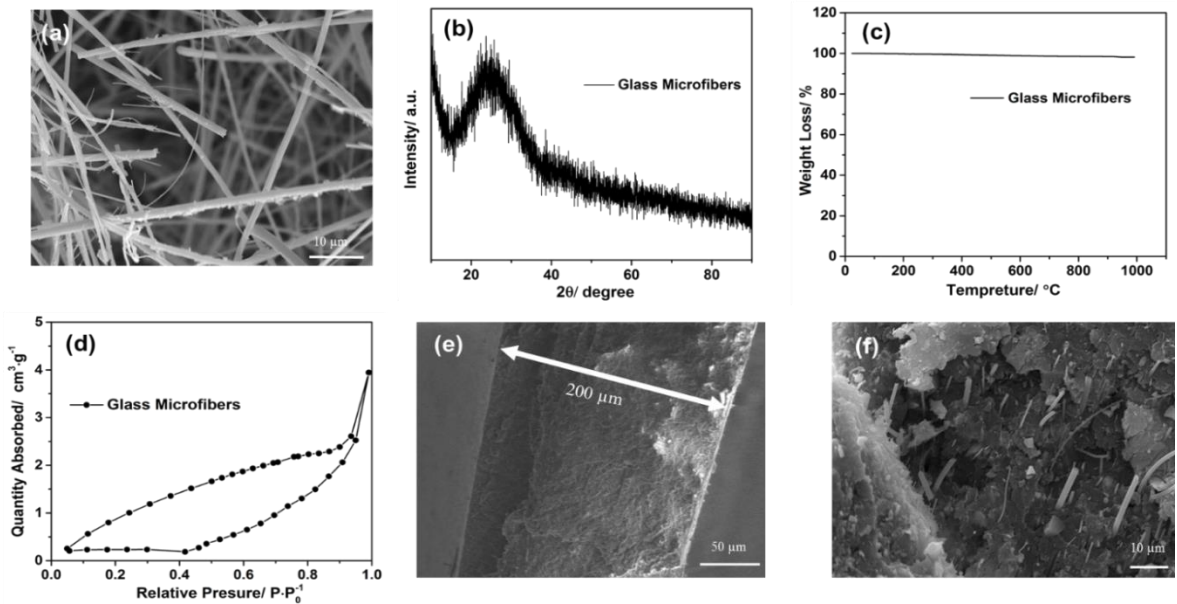 (a)
10 µm
(b)
Intensity/ a.u.
Glass Microfibers
20
40
60
80
2θ/ degree
(c)
Weight Loss/ %
120
100
80
60
40
20
0
Glass Microfibers
200
400
600
800
1000
Tempreture/ °C
(d)
Quantity Absorbed/ cm³·g⁻¹
5
4
3
2
1
0
Glass Microfibers
0.0
0.2
0.4
0.6
0.8
1.0
Relative Presure/ P·P₀⁻¹
(e)
200 µm
50 µm
(f)
10 µm